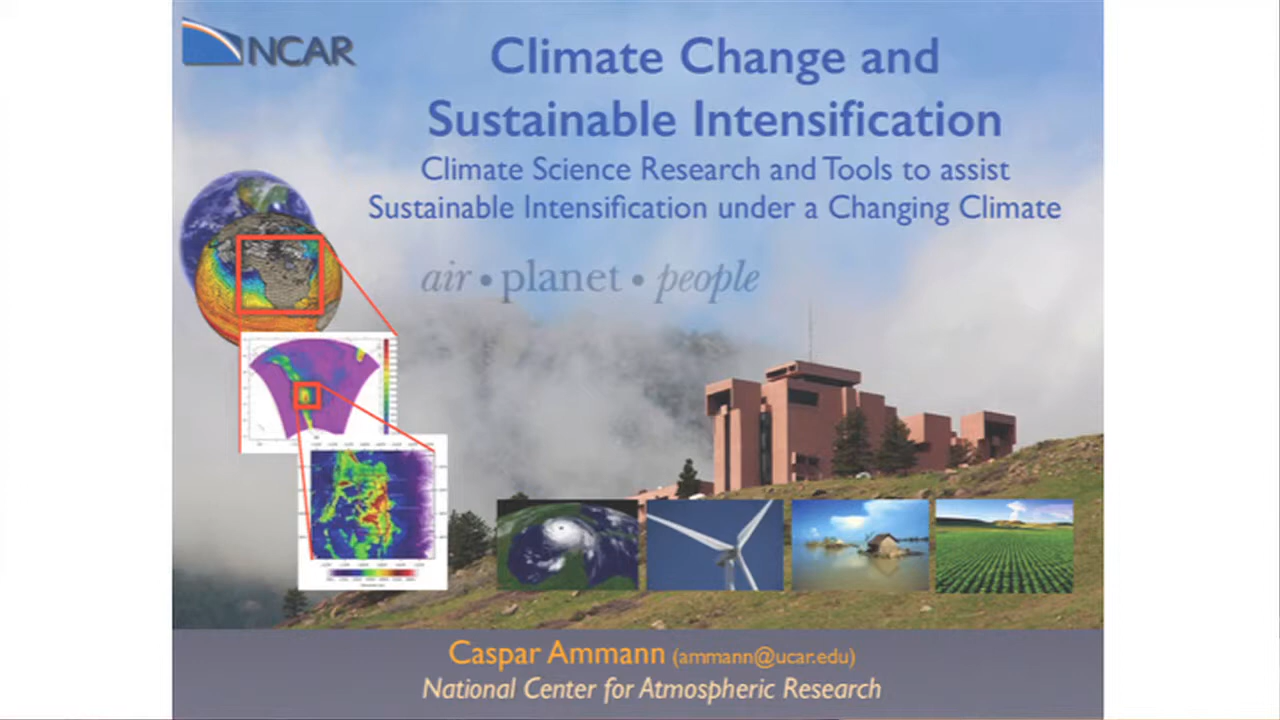 NCAR
Climate Change and
Sustainable Intensification
Climate Science Research and Tools to assist
Sustainable Intensification under a Changing Climate
air • planet • people
Caspar Ammann (ammann@ucar.edu)
National Center for Atmospheric Research